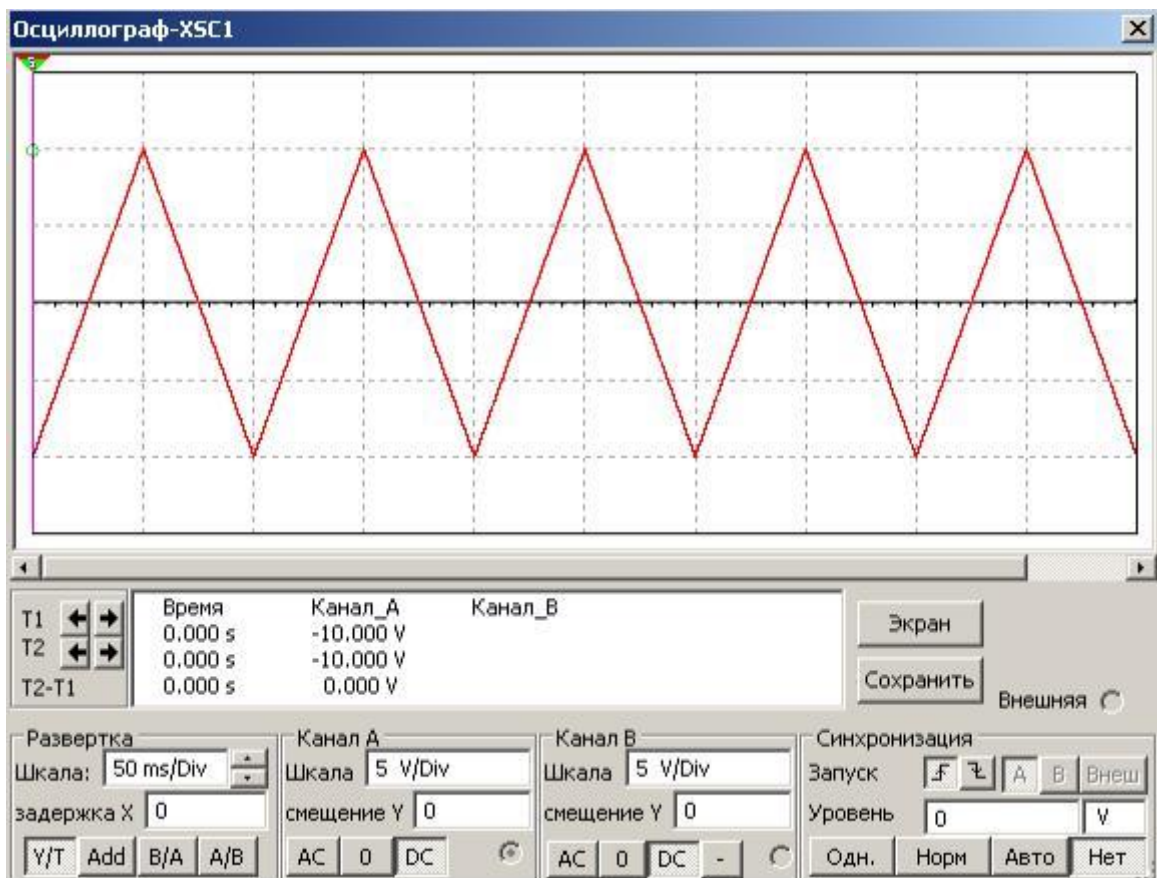 Осциллограф-XSC1
Время Канал_A Канал_B
T1 0.000 s -10.000 V
T2 0.000 s -10.000 V
T2-T1 0.000 s 0.000 V
Экран
Сохранить
Внешняя
Развертка
Шкала: 50 ms/Div
задержка X 0
Y/T Add B/A A/B
Канал A
Шкала 5 V/Div
смещение Y 0
AC 0 DC
Канал B
Шкала 5 V/Div
смещение Y 0
AC 0 DC -
Синхронизация
Запуск A B Внеш
Уровень 0 V
Одн. Норм Авто Нет